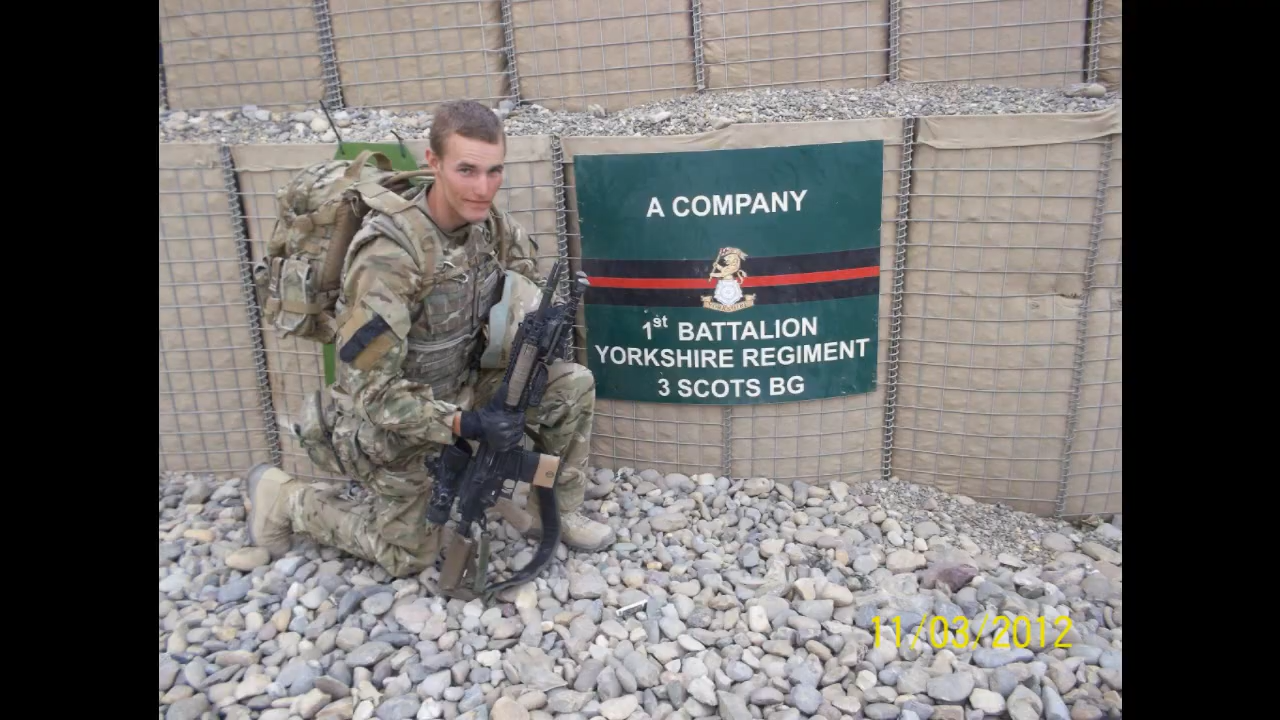 A COMPANY
1st BATTALION
YORKSHIRE REGIMENT
3 SCOTS BG
11/03/2012